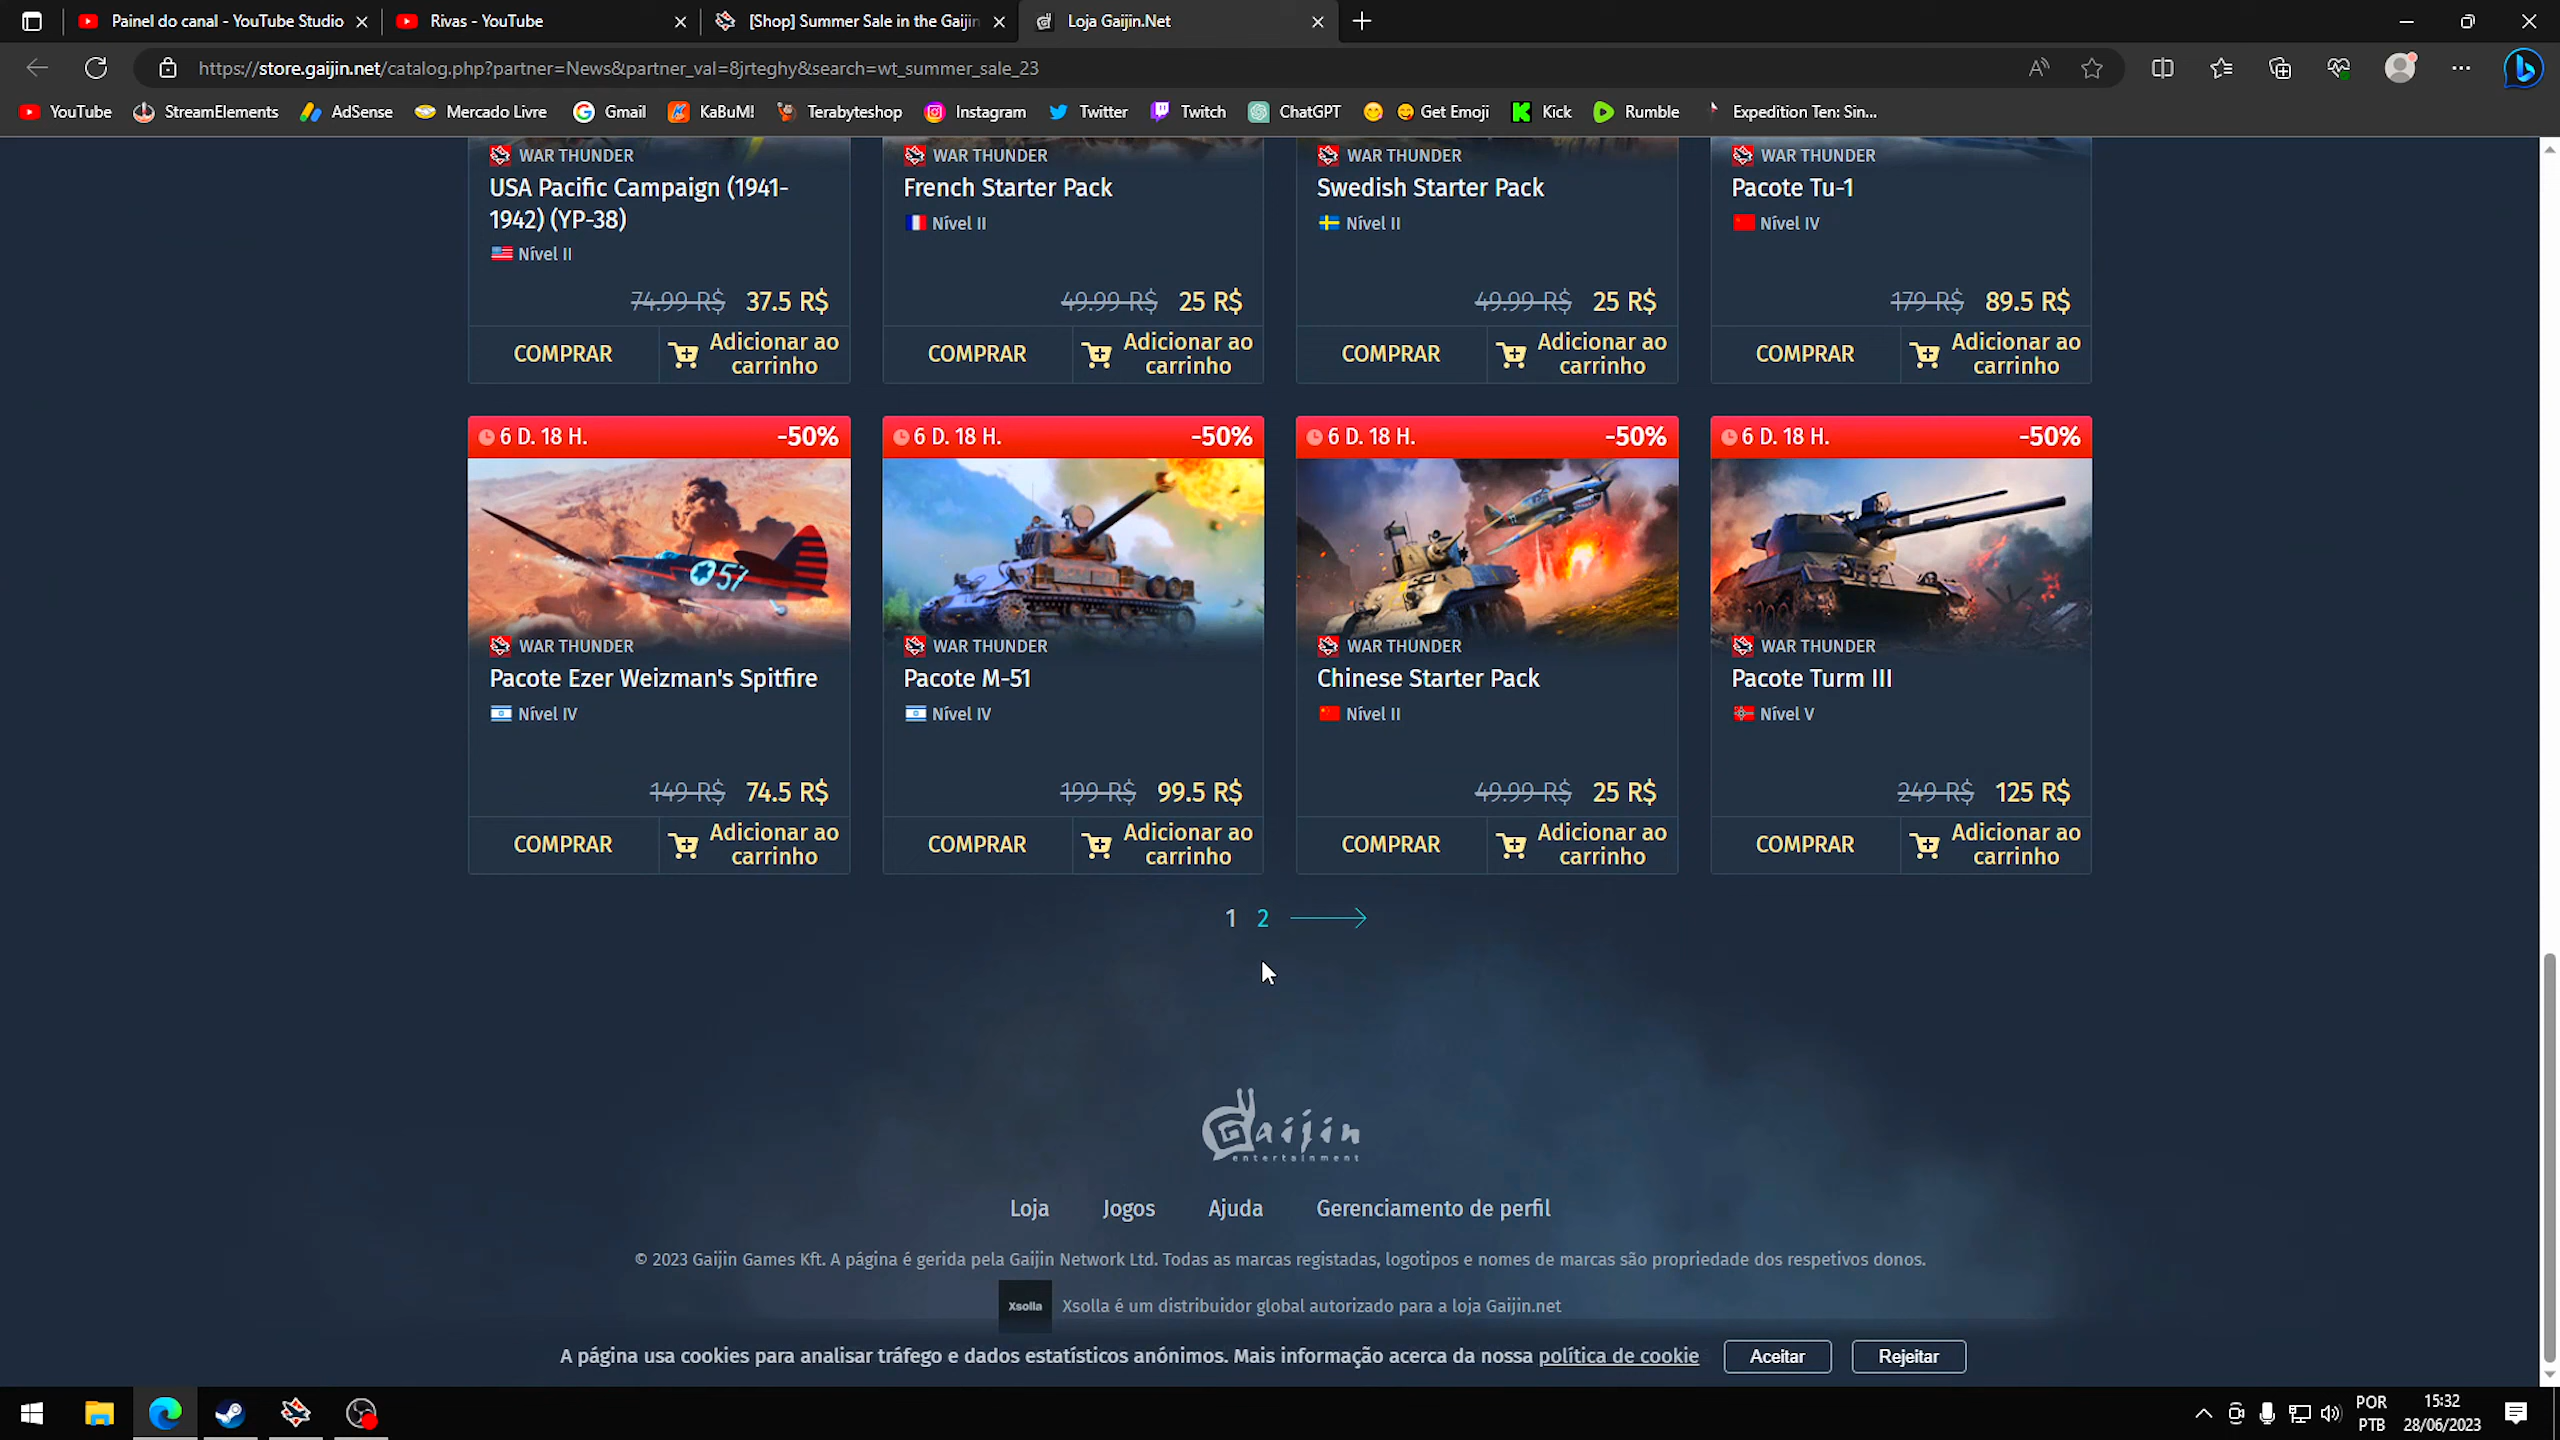 Painel do canal - YouTube Studio
Rivas - YouTube
[Shop] Summer Sale in the Gaijin
Loja Gaijin.Net
https://store.gaijin.net/catalog.php?partner=News&partner_val=8jrteghy&search=wt_summer_sale_23
YouTube StreamElements AdSense Mercado Livre Gmail KaBuM! Terabyteshop Instagram Twitter Twitch ChatGPT Get Emoji Kick Rumble Expedition Ten: Sin...
WAR THUNDER
USA Pacific Campaign (1941-
1942) (YP-38)
Nível II
74.99 R$ 37.5 R$
COMPRAR
Adicionar ao
carrinho
WAR THUNDER
French Starter Pack
Nível II
49.99 R$ 25 R$
COMPRAR
Adicionar ao
carrinho
WAR THUNDER
Swedish Starter Pack
Nível II
49.99 R$ 25 R$
COMPRAR
Adicionar ao
carrinho
WAR THUNDER
Pacote Tu-1
Nível IV
179 R$ 89.5 R$
COMPRAR
Adicionar ao
carrinho
6 D. 18 H. -50%
57
WAR THUNDER
Pacote Ezer Weizman's Spitfire
Nível IV
149 R$ 74.5 R$
COMPRAR
Adicionar ao
carrinho
6 D. 18 H. -50%
WAR THUNDER
Pacote M-51
Nível IV
199 R$ 99.5 R$
COMPRAR
Adicionar ao
carrinho
6 D. 18 H. -50%
WAR THUNDER
Chinese Starter Pack
Nível II
49.99 R$ 25 R$
COMPRAR
Adicionar ao
carrinho
6 D. 18 H. -50%
WAR THUNDER
Pacote Turm III
Nível V
249 R$ 125 R$
COMPRAR
Adicionar ao
carrinho
1 2
Gaijin
entertainment
Loja Jogos Ajuda Gerenciamento de perfil
© 2023 Gaijin Games Kft. A página é gerida pela Gaijin Network Ltd. Todas as marcas registadas, logotipos e nomes de marcas são propriedade dos respetivos donos.
Xsolla Xsolla é um distribuidor global autorizado para a loja Gaijin.net
A página usa cookies para analisar tráfego e dados estatísticos anónimos. Mais informação acerca da nossa política de cookie Aceitar Rejeitar
POR
PTB
15:32
28/06/2023